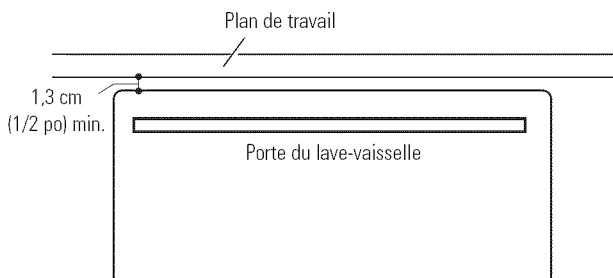 Plan de travail
1,3 cm
(1/2 po) min.
Porte du lave-vaisselle